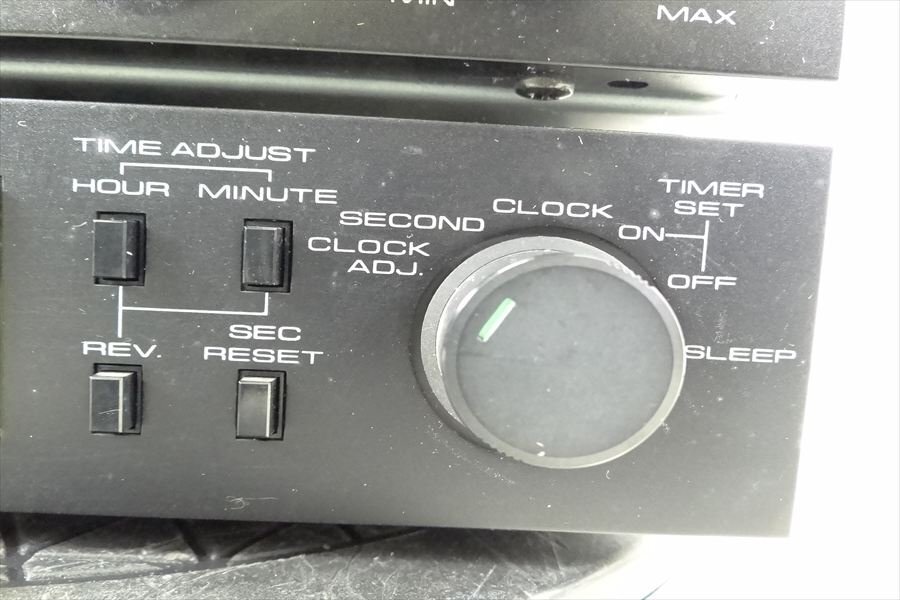 MAX
TIME ADJUST
HOUR MINUTE
SECOND
CLOCK
ADJ.
CLOCK
TIMER
SET
ON
OFF
SLEEP
REV.
SEC
RESET